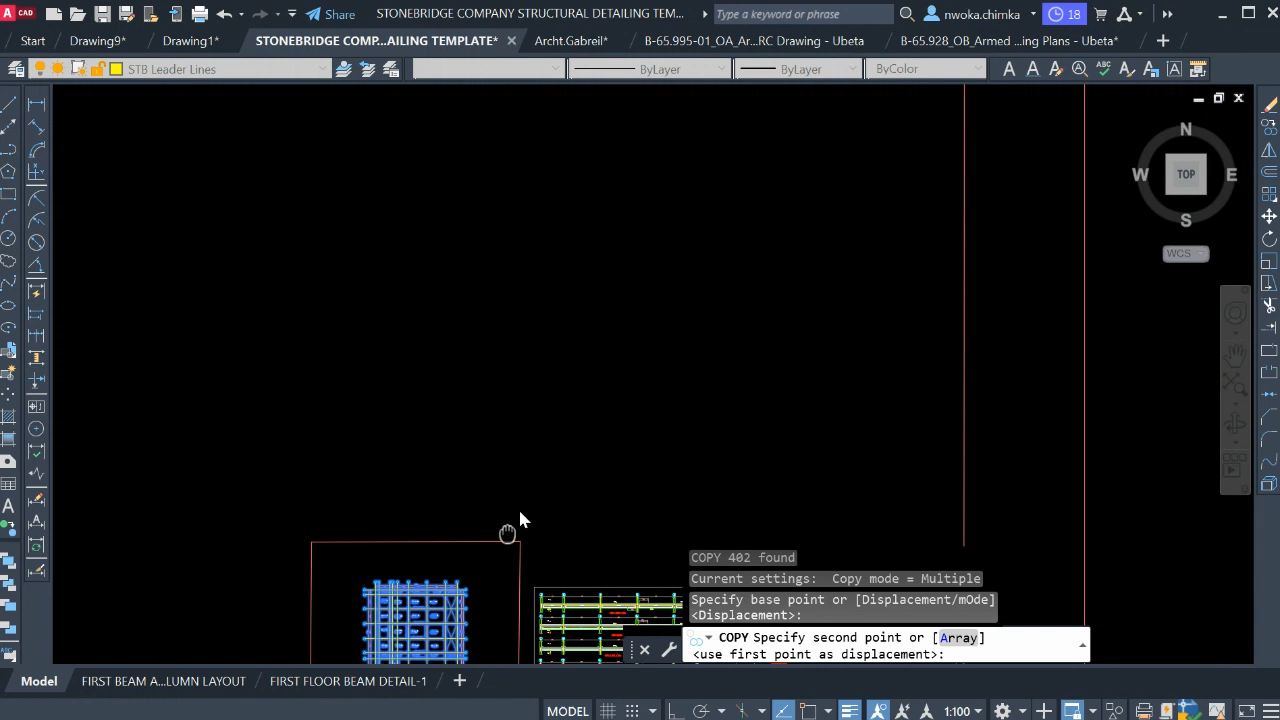 CAD
Share
STONEBRIDGE COMPANY STRUCTURAL DETAILING TEM...
Type a keyword or phrase
nwoka.chimka
18
Start
Drawing9*
Drawing1*
STONEBRIDGE COMP...AILING TEMPLATE*
Archt.Gabreil*
B-65.995-01_OA_Ar...RC Drawing - Ubeta
B-65.928_OB_Armed ...ing Plans - Ubeta*
STB Leader Lines
ByLayer
ByLayer
ByColor
N
W
TOP
E
S
WCS
COPY 402 found
Current settings:  Copy mode = Multiple
Specify base point or [Displacement/mOde]
<Displacement>:
COPY Specify second point or [Array]
<use first point as displacement>:
Model
FIRST BEAM A...LUMN LAYOUT
FIRST FLOOR BEAM DETAIL-1
MODEL
1:100